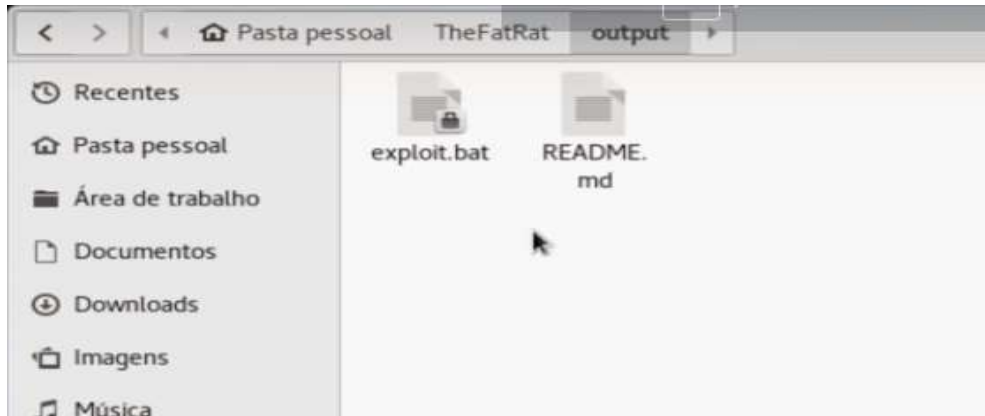 Pasta pessoal TheFatRat output
Recentes
Pasta pessoal
exploit.bat
README.
md
Área de trabalho
Documentos
Downloads
Imagens
Música